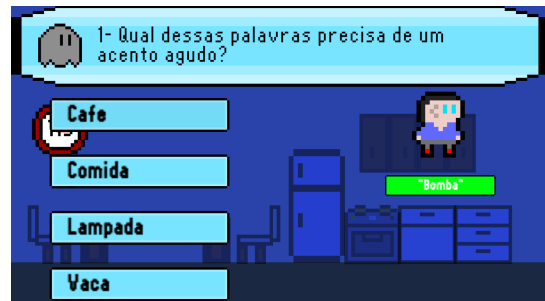 1- Qual dessas palavras precisa de um
acento agudo?
Cafe
Comida
"Bomba"
Lampada
Vaca